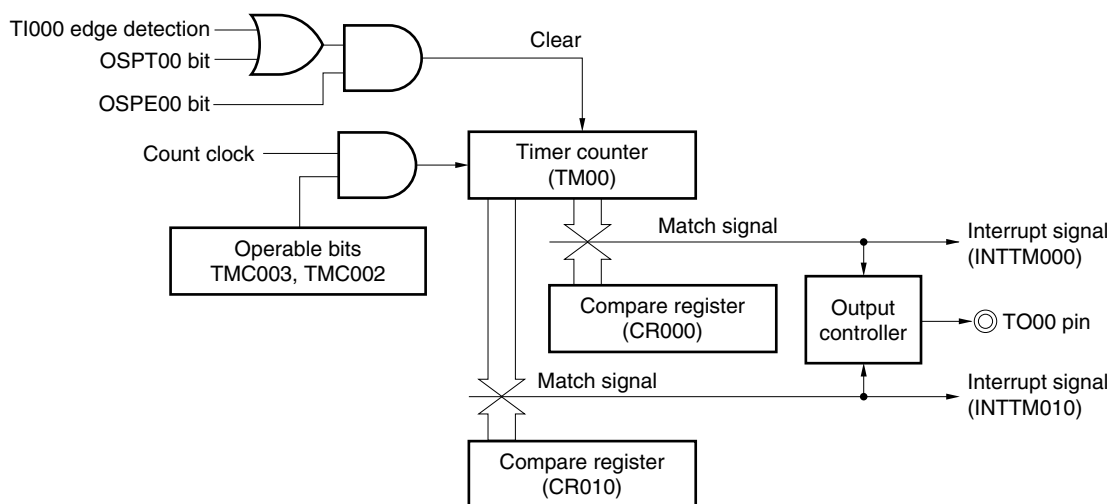 TI000 edge detection
OSPT00 bit
OSPE00 bit
Clear
Count clock
Timer counter
(TM00)
Operable bits
TMC003, TMC002
Match signal
Interrupt signal
(INTTM000)
Compare register
(CR000)
Output
controller
TO00 pin
Match signal
Interrupt signal
(INTTM010)
Compare register
(CR010)